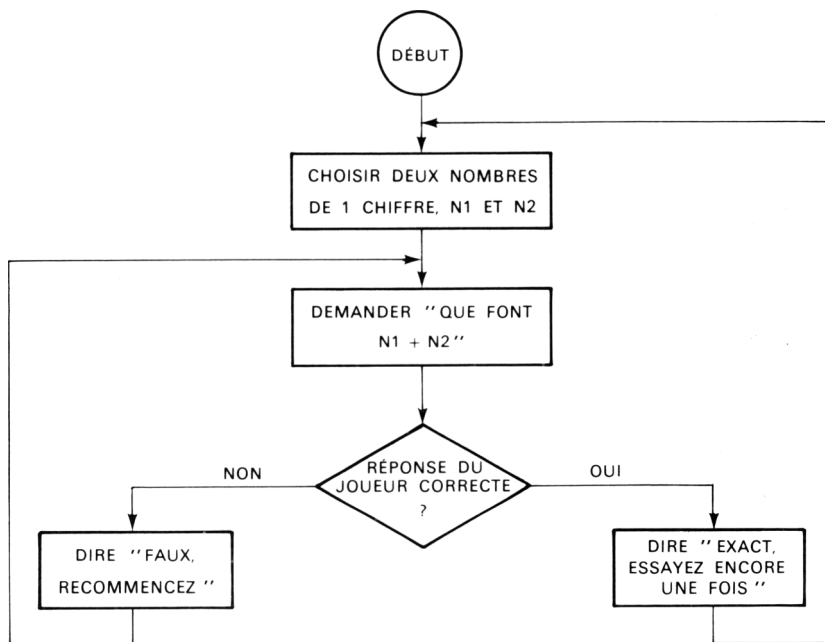 DÉBUT
CHOISIR DEUX NOMBRES
DE 1 CHIFFRE, N1 ET N2
DEMANDER "QUE FONT
N1 + N2"
RÉPONSE DU
JOUEUR CORRECTE
?
NON
OUI
DIRE "FAUX,
RECOMMENCEZ"
DIRE "EXACT,
ESSAYEZ ENCORE
UNE FOIS"